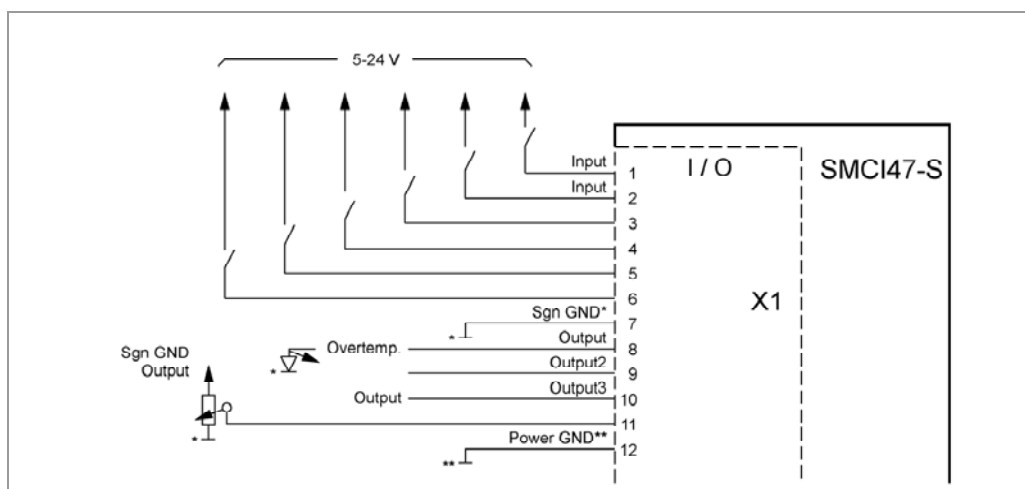 5-24 V
I / O
SMCI47-S
X1
Input 1
Input 2
3
4
5
6
Sgn GND* 7
*
Output 8
Overtemp.
*
Output2 9
Output3 10
Output
Sgn GND
Output
*
11
Power GND** 12
**